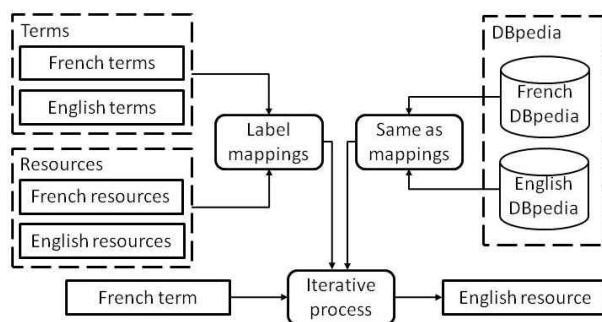 Terms
French terms
English terms
Resources
French resources
English resources
Label
mappings
Same as
mappings
DBpedia
French
DBpedia
English
DBpedia
French term
Iterative
process
English resource